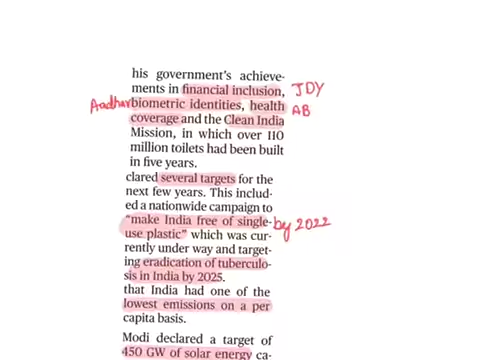 his government's achieve-
ments in financial inclusion, JDY
Aadhar biometric identities, health AB
coverage and the Clean India
Mission, in which over 110
million toilets had been built
in five years.
clared several targets for the
next few years. This includ-
ed a nationwide campaign to
"make India free of single- by 2022
use plastic" which was cur-
rently under way and target-
ing eradication of tuberculo-
sis in India by 2025.
that India had one of the
lowest emissions on a per
capita basis.
Modi declared a target of
450 GW of solar energy ca-